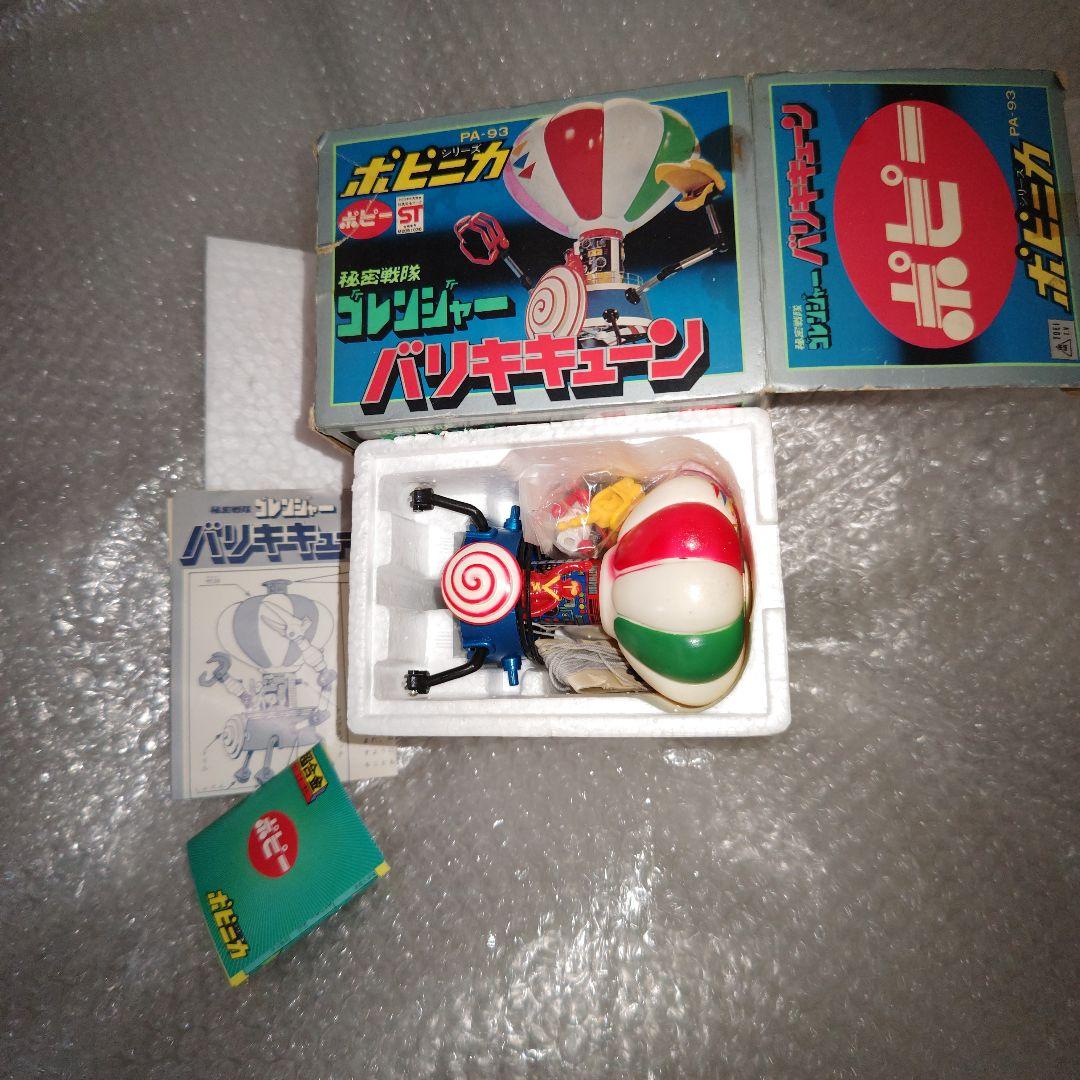 PA-93
ポピニカ
シリーズ
ポピー
ST
秘密戦隊
ゴレンジャー
バリキキューン
秘密戦隊
ゴレンジャー
バリキキューン
ポピー
ポピニカ
シリーズ
PA-93
TOEI
秘密戦隊 ゴレンジャー
バリキキュー
超合金
ポピー
ポピニカ